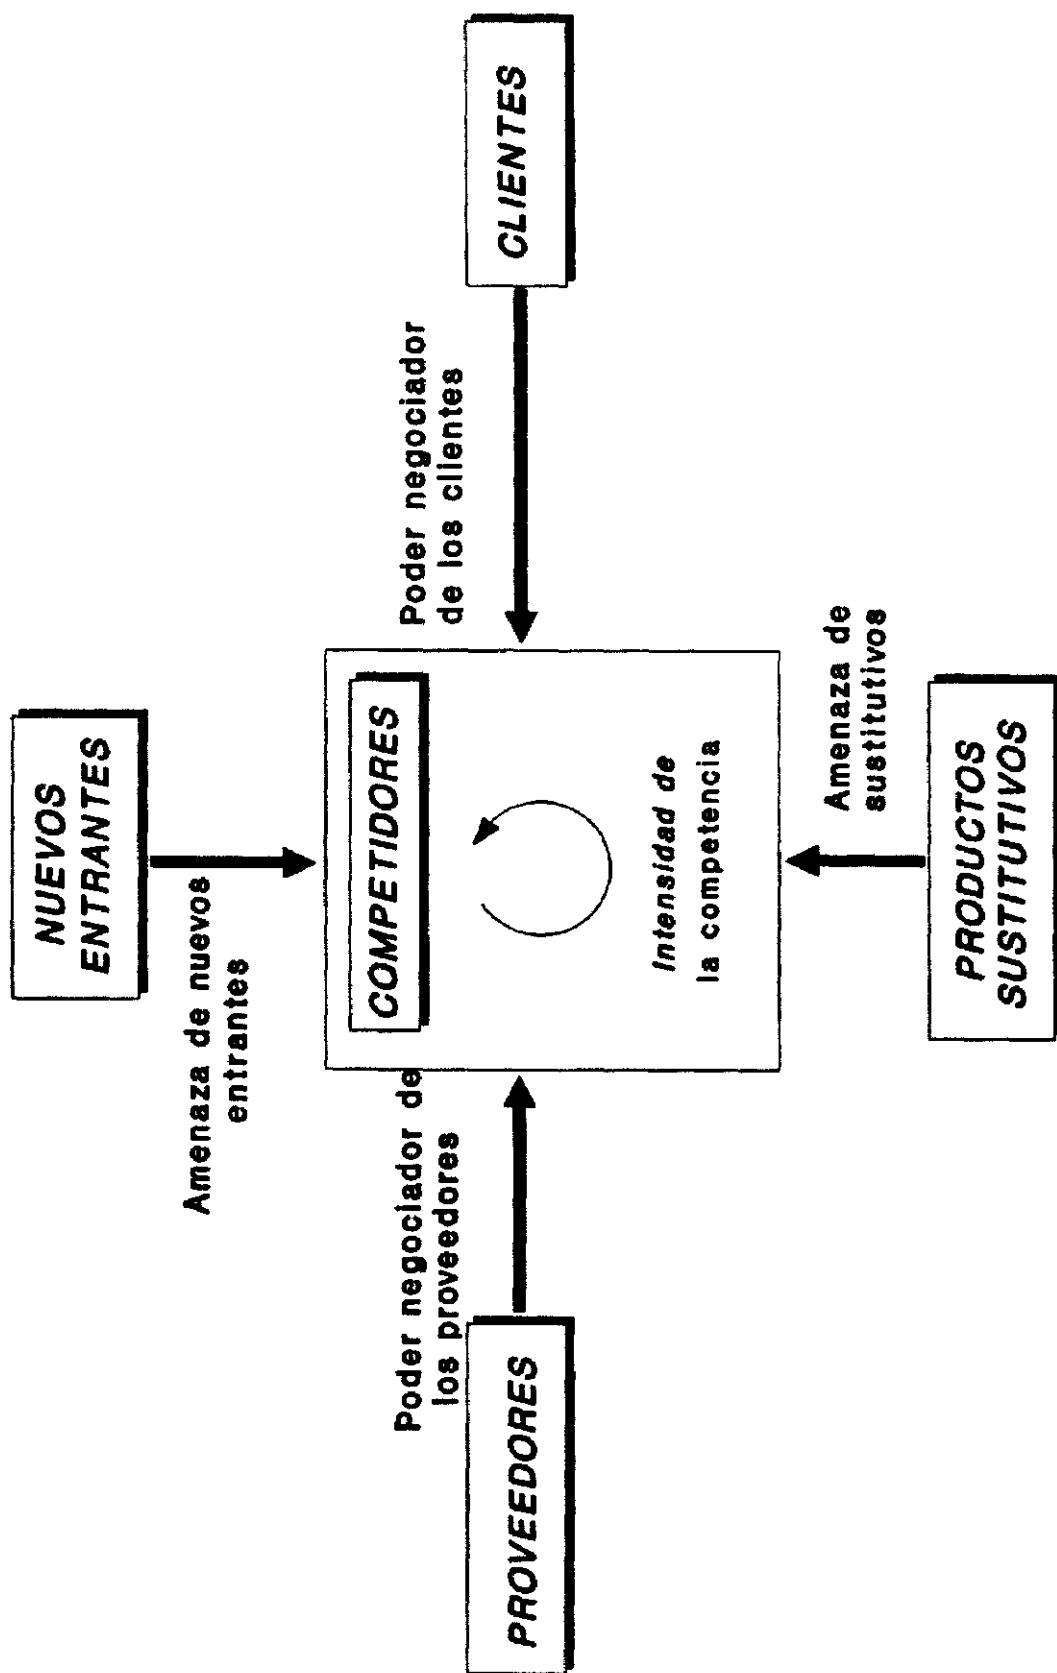 NUEVOS
ENTRANTES
Amenaza de nuevos
entrantes
PROVEEDORES
Poder negociador de
los proveedores
COMPETIDORES
Intensidad de
la competencia
Poder negociador
de los clientes
CLIENTES
Amenaza de
sustitutivos
PRODUCTOS
SUSTITUTIVOS